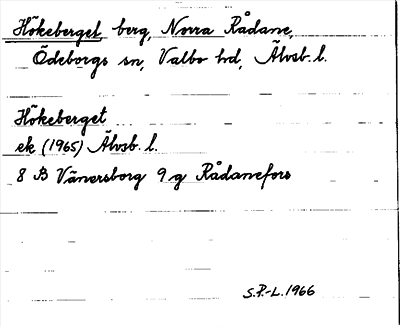 Hökeberget, berg, Norra Rådane,
Ödeborgs sn, Valbo hd, Älvsb. l.
Hökeberget
ek (1965) Älvsb. l.
8 B Vänersborg 9 g Rådanefors
S.P.-L. 1966